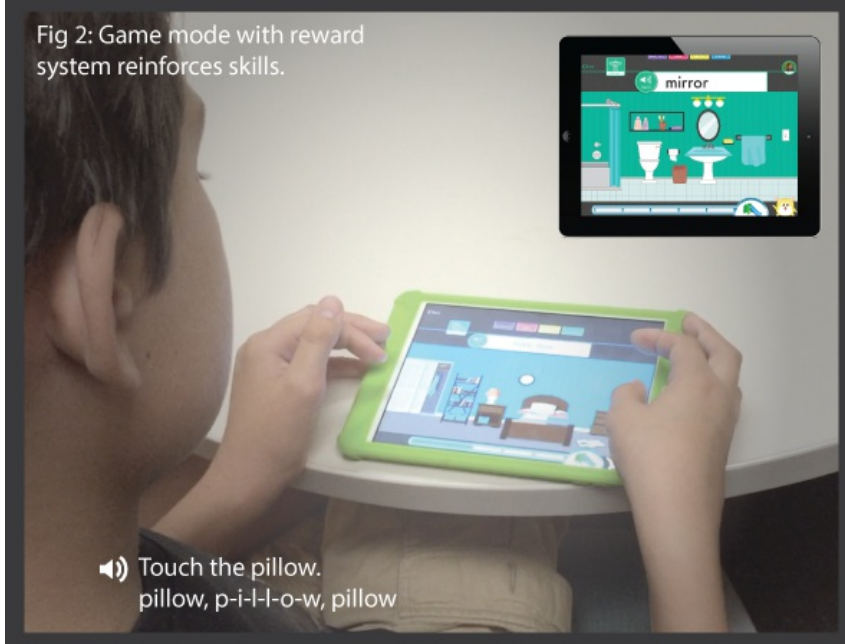 Fig 2: Game mode with reward
system reinforces skills.
mirror
Touch the pillow.
pillow, p-i-l-l-o-w, pillow